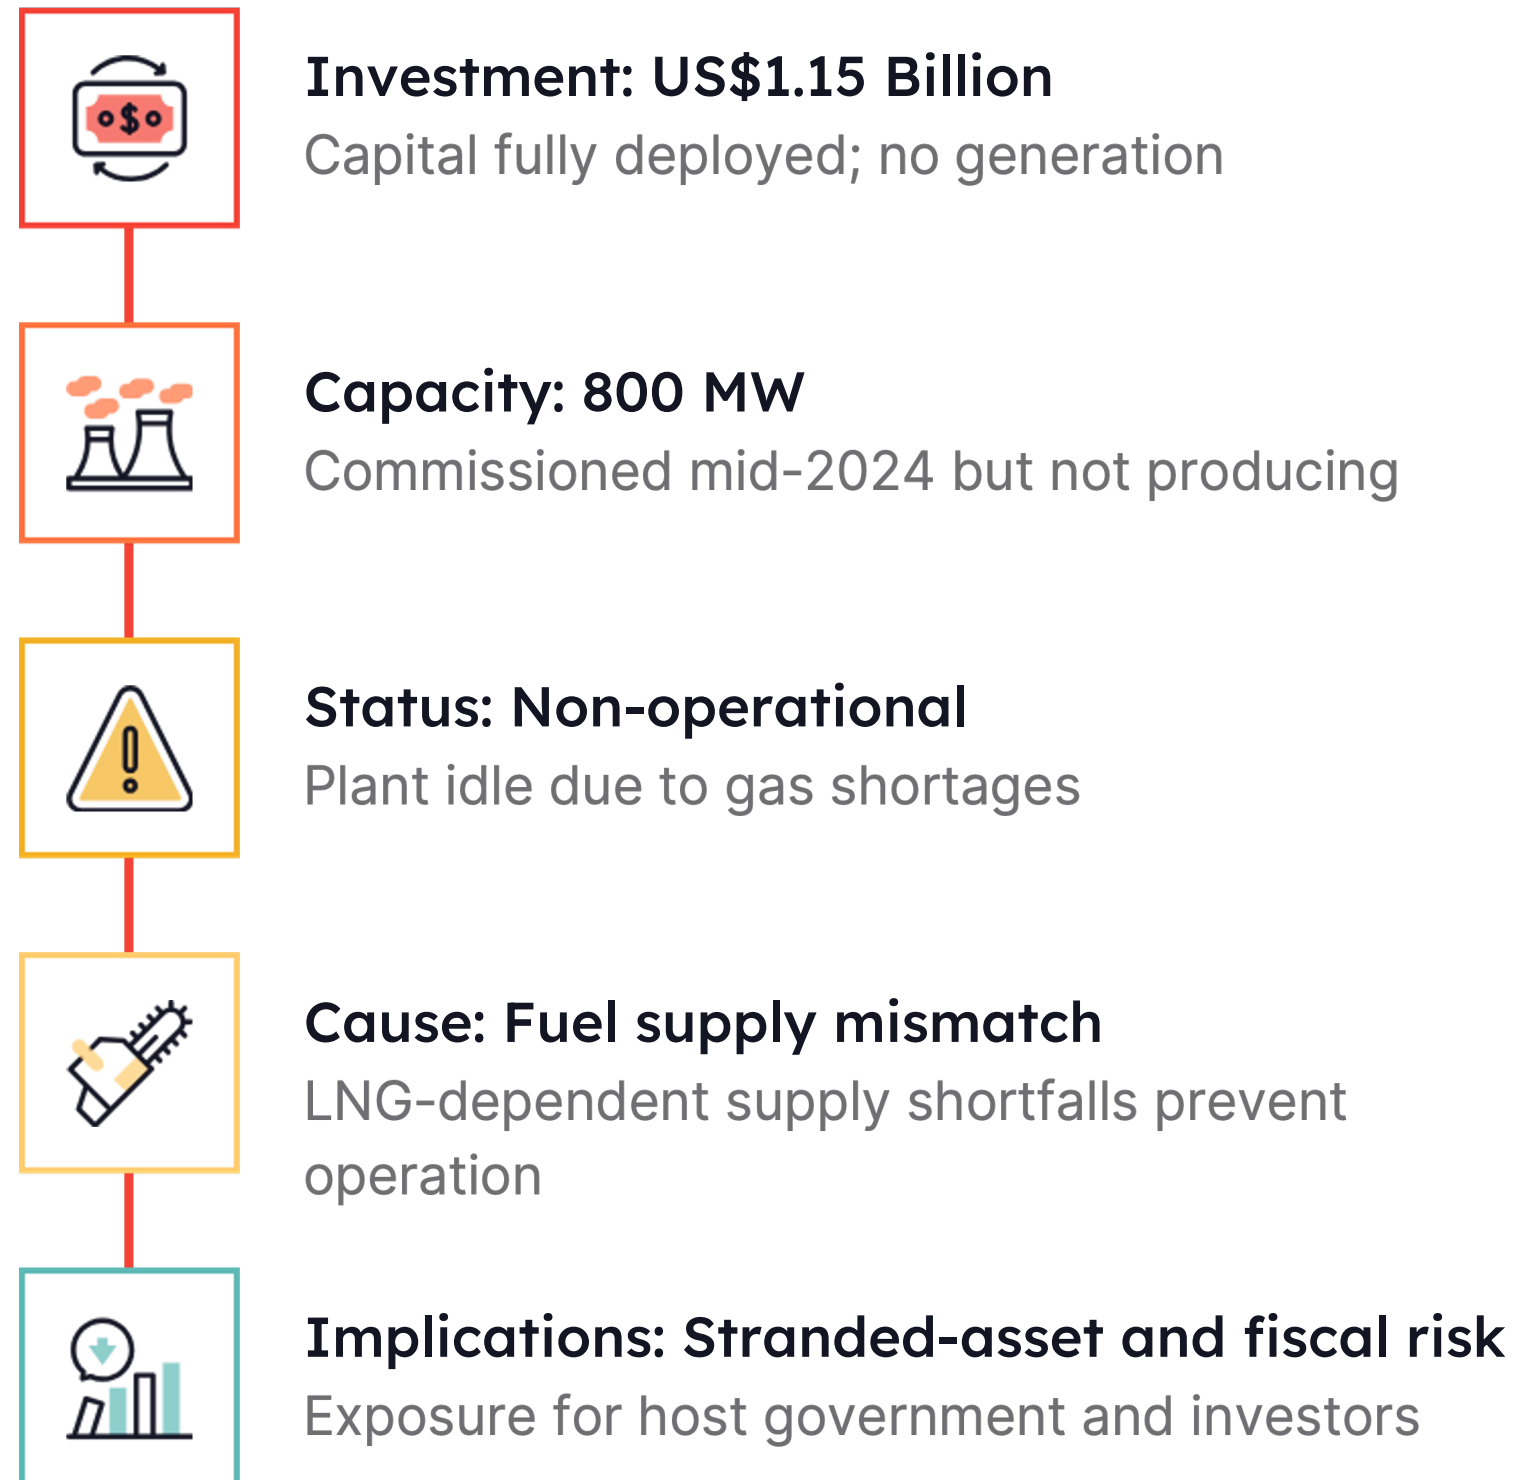 Investment: US$1.15 Billion
Capital fully deployed; no generation
Capacity: 800 MW
Commissioned mid-2024 but not producing
Status: Non-operational
Plant idle due to gas shortages
Cause: Fuel supply mismatch
LNG-dependent supply shortfalls prevent
operation
Implications: Stranded-asset and fiscal risk
Exposure for host government and investors